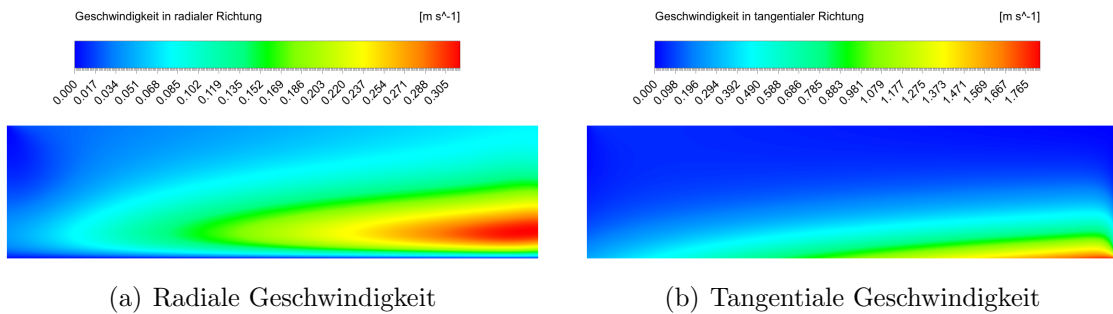 Geschwindigkeit in radialer Richtung [m s^-1]
0.000 0.017 0.034 0.051 0.068 0.085 0.102 0.119 0.135 0.152 0.169 0.186 0.203 0.220 0.237 0.254 0.271 0.288 0.305
(a) Radiale Geschwindigkeit
Geschwindigkeit in tangentialer Richtung [m s^-1]
0.000 0.098 0.196 0.294 0.392 0.490 0.588 0.686 0.785 0.883 0.981 1.079 1.177 1.275 1.373 1.471 1.569 1.667 1.765
(b) Tangentiale Geschwindigkeit